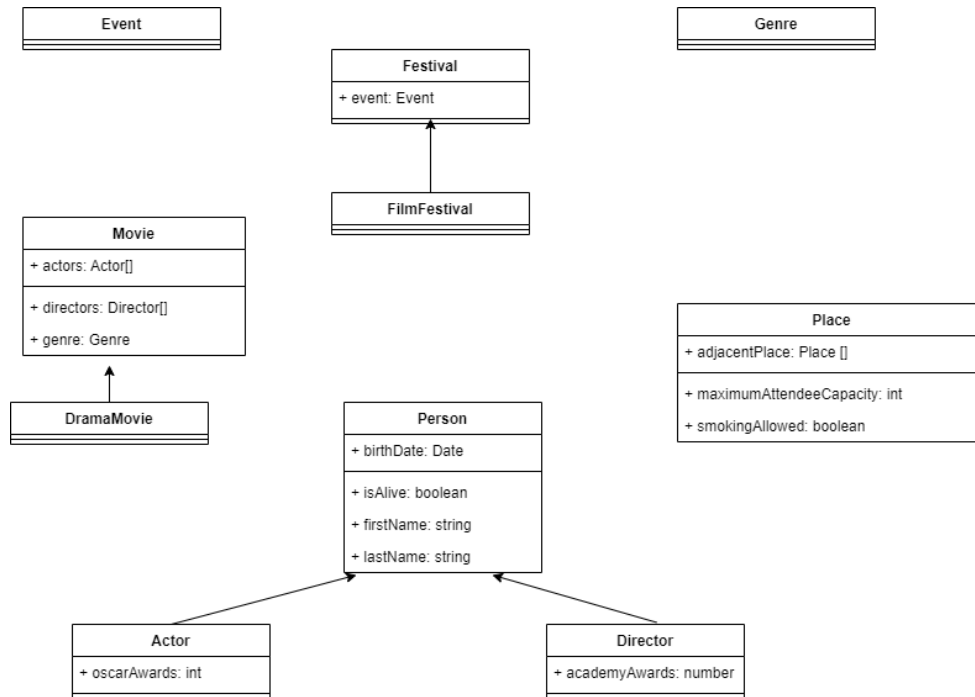 Event
Genre
Festival
+ event: Event
FilmFestival
Movie
+ actors: Actor[]
+ directors: Director[]
+ genre: Genre
DramaMovie
Person
+ birthDate: Date
+ isAlive: boolean
+ firstName: string
+ lastName: string
Place
+ adjacentPlace: Place []
+ maximumAttendeeCapacity: int
+ smokingAllowed: boolean
Actor
+ oscarAwards: int
Director
+ academyAwards: number